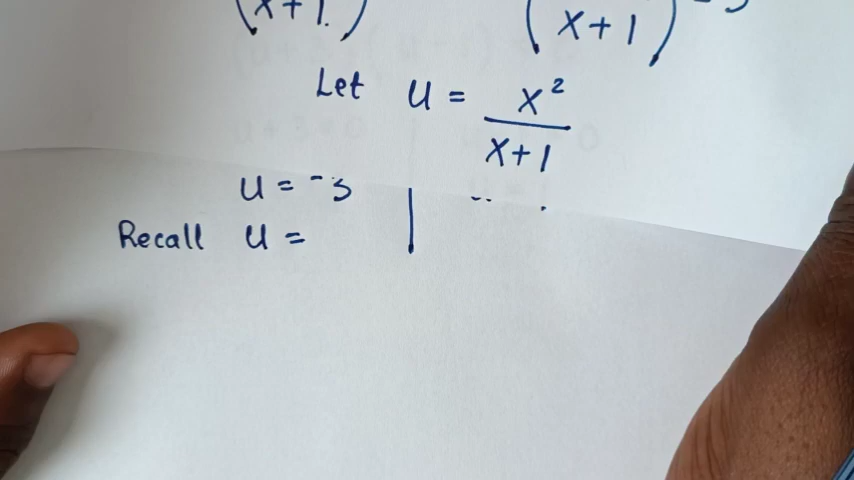 (x+1.) (x+1)
Let u = x²/(x+1)
u = -3 |
Recall u =